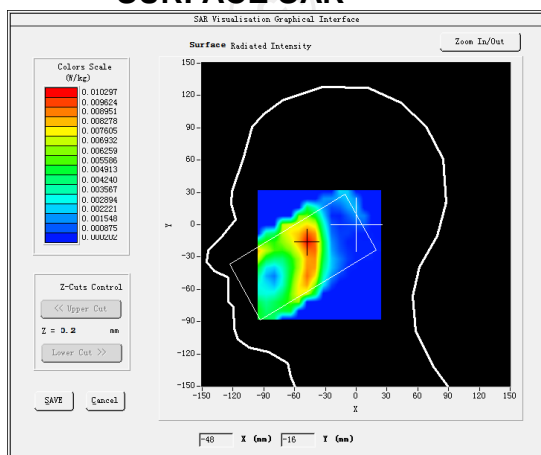 SURFACE SAR
SAR Visualisation Graphical Interface
Surface Radiated Intensity
Zoom In/Out
Colors Scale
(W/kg)
0.010297
0.009624
0.008951
0.008278
0.007605
0.006932
0.006259
0.005586
0.004913
0.004240
0.003567
0.002894
0.002221
0.001548
0.000875
0.000202
Z-Cuts Control
<< Upper Cut
Z = 0.2 mm
Lower Cut >>
SAVE Cancel
150
120
90
60
30
0
-30
-60
-90
-120
-150
Y
-150 -120 -90 -60 -30 0 30 60 90 120 150
X
-48 X (mm) -16 Y (mm)